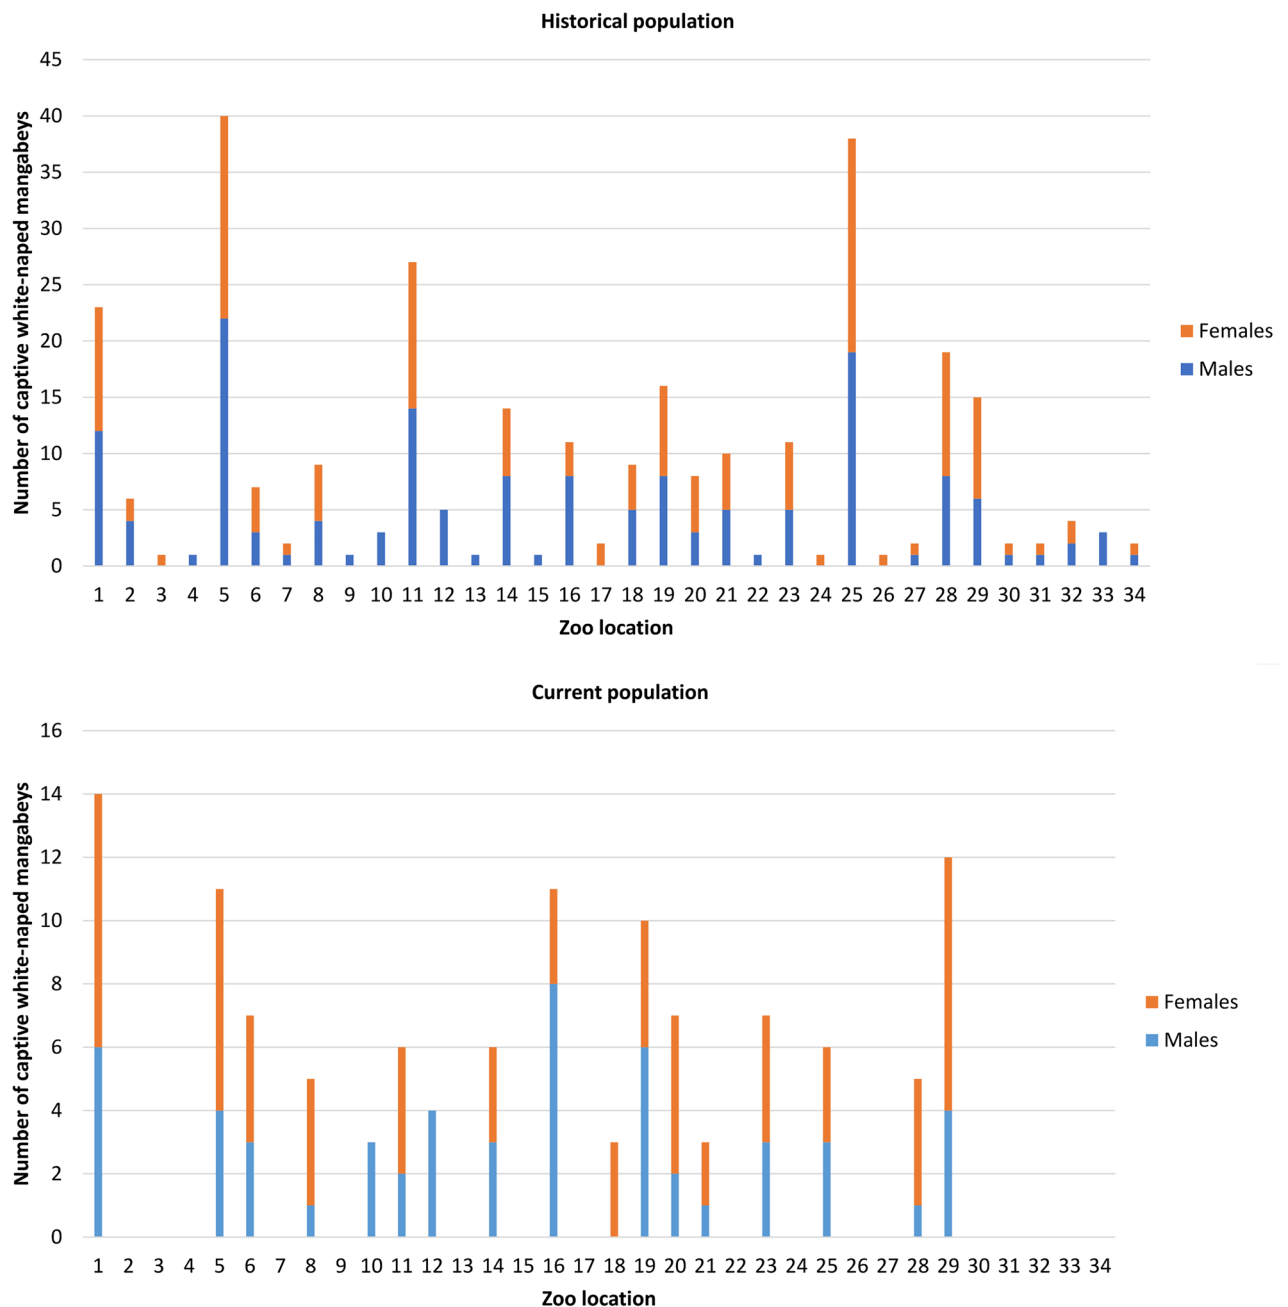 Historical population
Number of captive white-naped mangabeys
45
40
35
30
25
20
15
10
5
0
1 2 3 4 5 6 7 8 9 10 11 12 13 14 15 16 17 18 19 20 21 22 23 24 25 26 27 28 29 30 31 32 33 34
Zoo location
Females
Males
Current population
Number of captive white-naped mangabeys
16
14
12
10
8
6
4
2
0
1 2 3 4 5 6 7 8 9 10 11 12 13 14 15 16 17 18 19 20 21 22 23 24 25 26 27 28 29 30 31 32 33 34
Zoo location
Females
Males